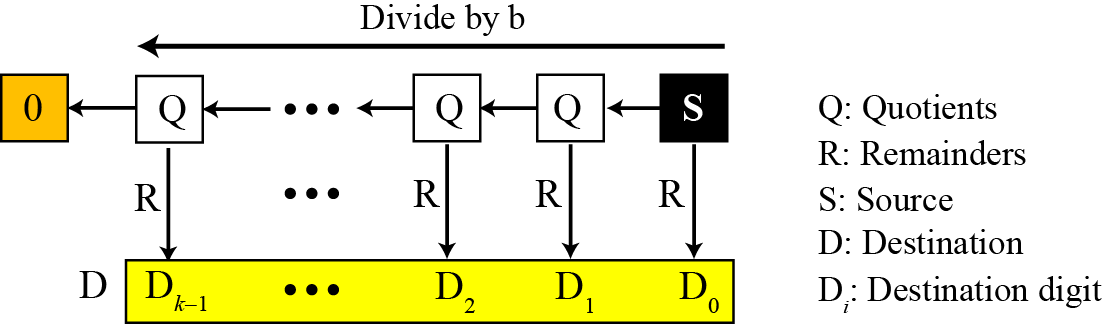 Divide by b
0 Q ••• Q Q S
R ••• R R R
D Dₖ₋₁ ••• D₂ D₁ D₀
Q: Quotients
R: Remainders
S: Source
D: Destination
Dᵢ: Destination digit